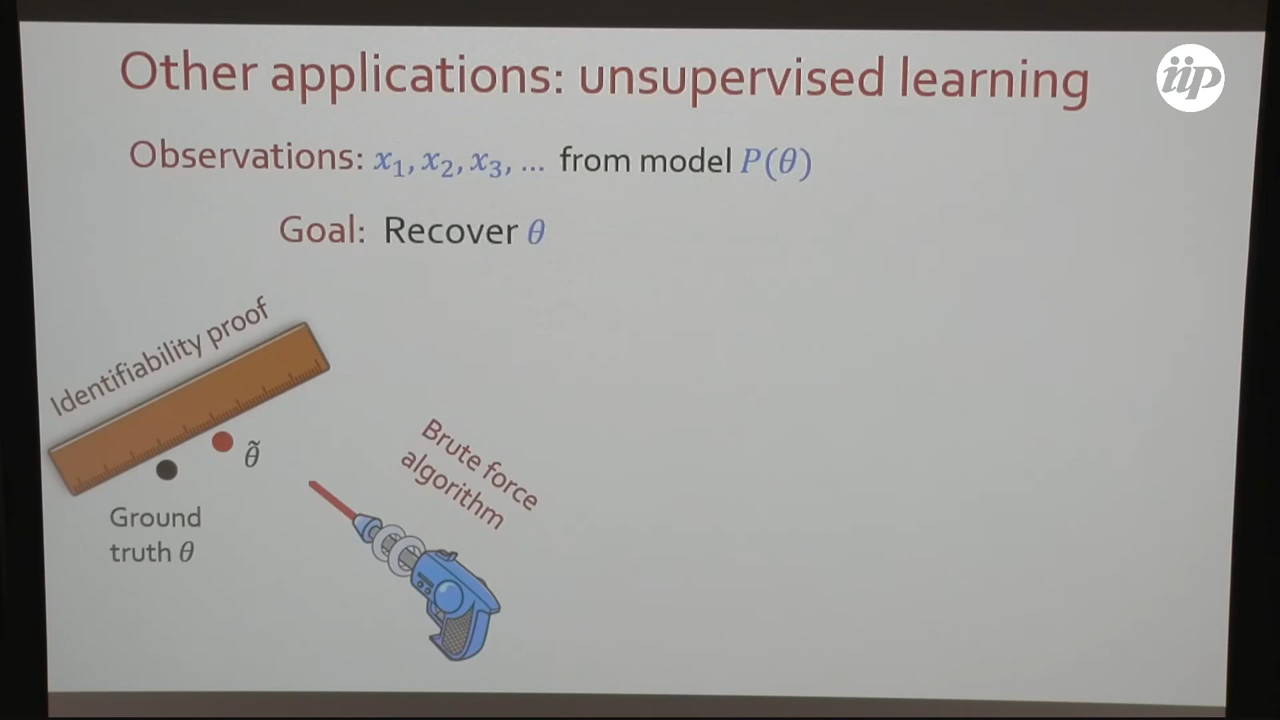 Other applications: unsupervised learning
iip
Observations: x₁, x₂, x₃, ... from model P(θ)
Goal: Recover θ
Identifiability proof
θ̃
Ground
truth θ
Brute force
algorithm